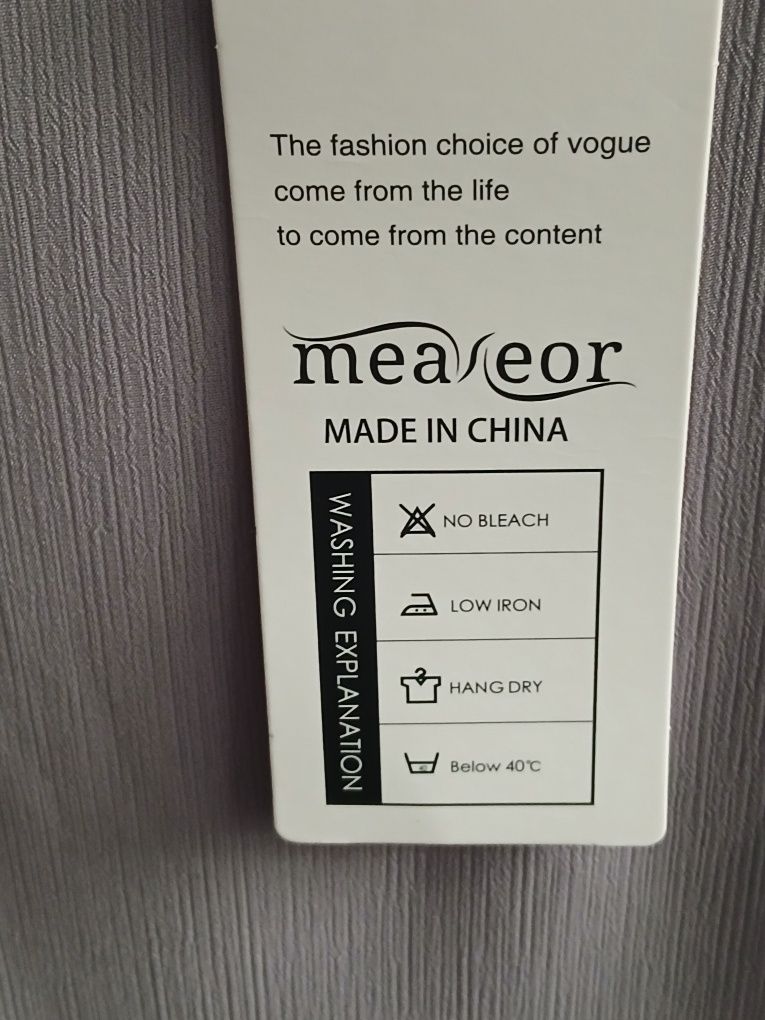 The fashion choice of vogue
come from the life
to come from the content
measeor
MADE IN CHINA
WASHING EXPLANATION
NO BLEACH
LOW IRON
HANG DRY
Below 40℃